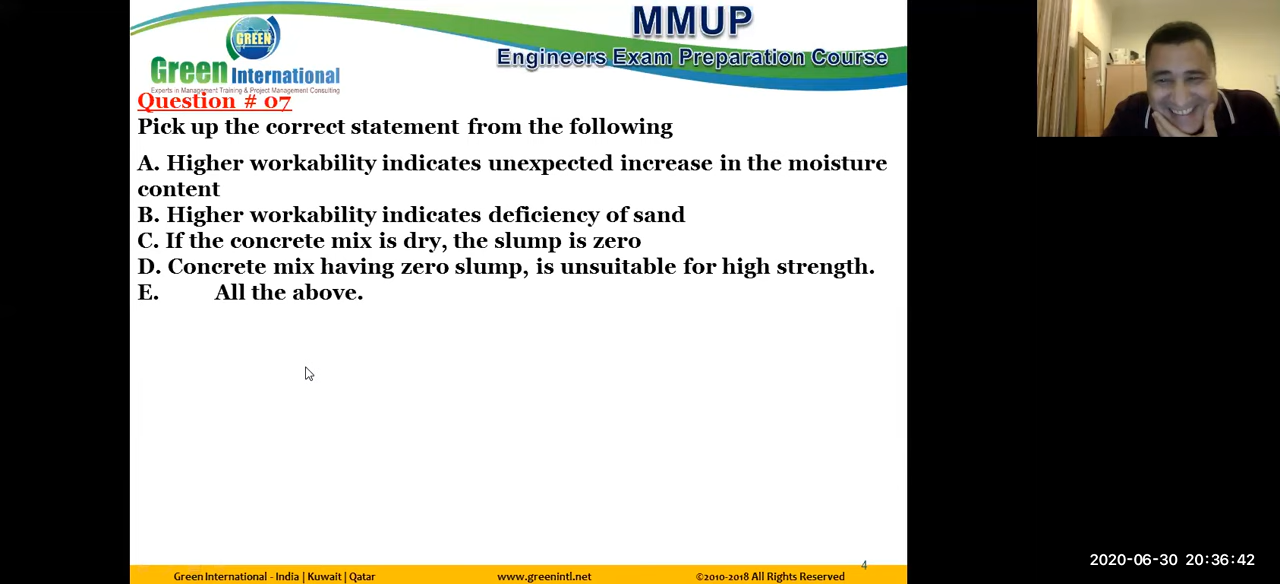 MMUP
Engineers Exam Preparation Course
GREEN
Green International
Experts in Management Training & Project Management Consulting
Question # 07
Pick up the correct statement from the following
A. Higher workability indicates unexpected increase in the moisture
content
B. Higher workability indicates deficiency of sand
C. If the concrete mix is dry, the slump is zero
D. Concrete mix having zero slump, is unsuitable for high strength.
E. All the above.
4
Green International - India | Kuwait | Qatar
www.greenintl.net
©2010-2018 All Rights Reserved
2020-06-30 20:36:42